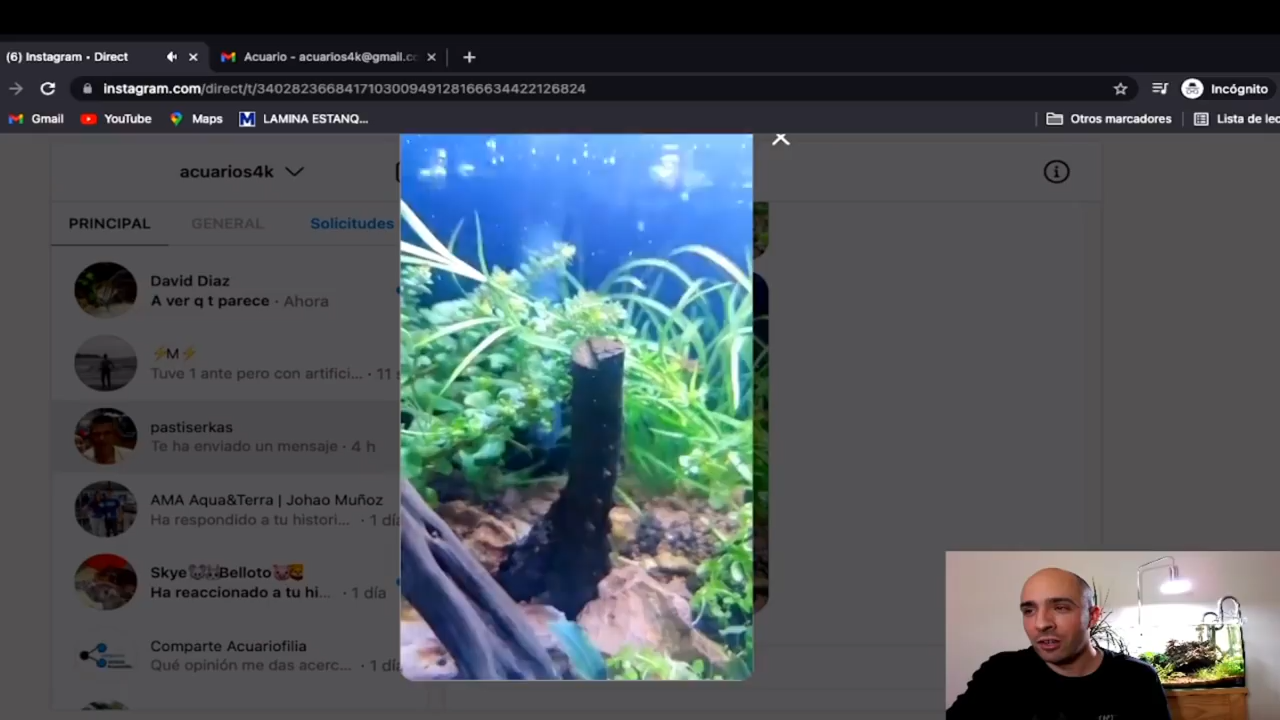 (6) Instagram • Direct
Acuario - acuarios4k@gmail.co
instagram.com/direct/t/340282366841710300949128166634422126824
Incógnito
Gmail
YouTube
Maps
LAMINA ESTANQ...
Otros marcadores
Lista de lec
acuarios4k
PRINCIPAL
GENERAL
Solicitudes
David Diaz
A ver q t parece · Ahora
⚡M⚡
Tuve 1 ante pero con artifici... · 11
pastiserkas
Te ha enviado un mensaje · 4 h
AMA Aqua&Terra | Johao Muñoz
Ha respondido a tu histori... · 1 día
Skye🐭🐼Belloto🐷🦁
Ha reaccionado a tu hi... · 1 día
Comparte Acuariofilia
Qué opinión me das acerc... · 1 día